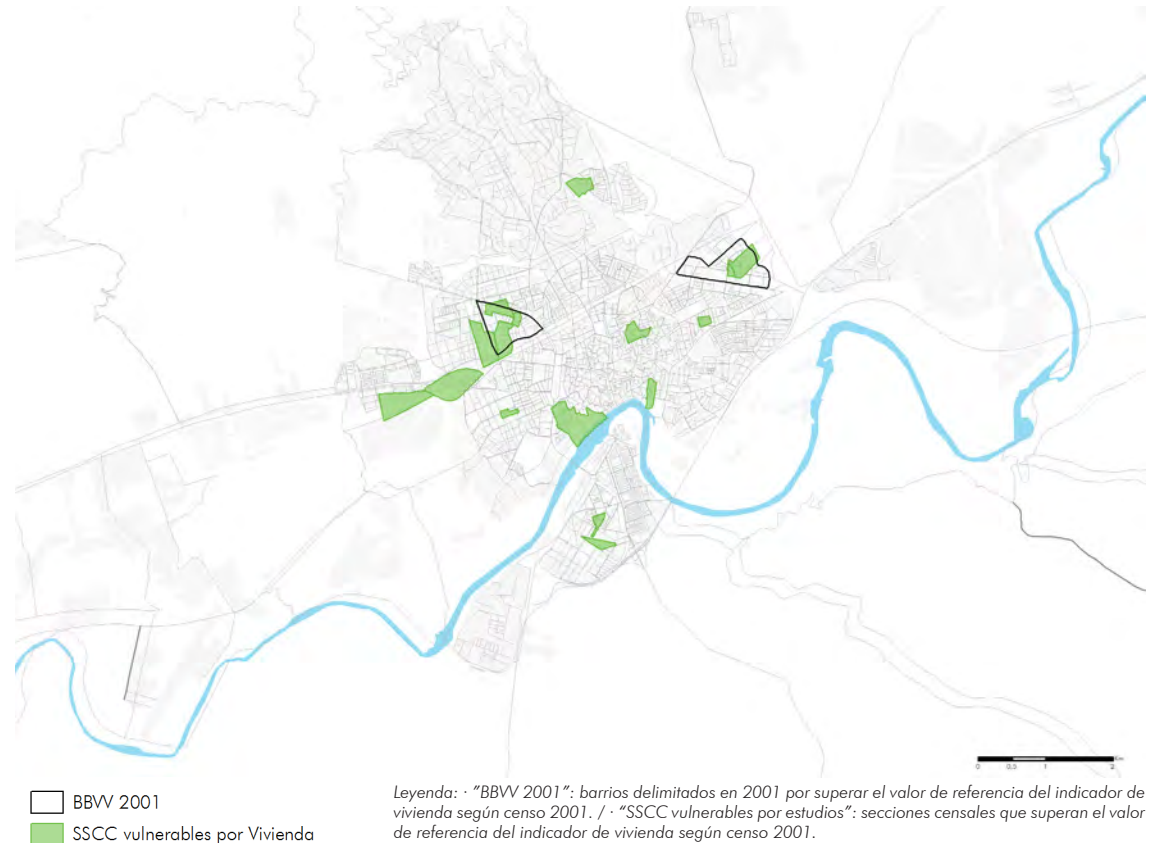 0 0,5 1 2
BBVV 2001
SSCC vulnerables por Vivienda
Leyenda: · "BBVV 2001": barrios delimitados en 2001 por superar el valor de referencia del indicador de
vivienda según censo 2001. / · "SSCC vulnerables por estudios": secciones censales que superan el valor
de referencia del indicador de vivienda según censo 2001.